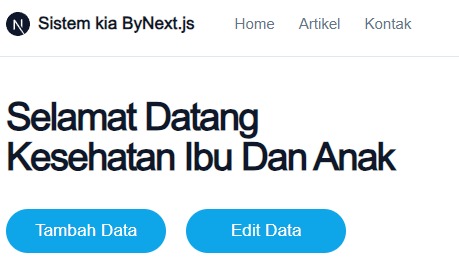 Sistem kia ByNext.js Home Artikel Kontak
Selamat Datang
Kesehatan Ibu Dan Anak
Tambah Data Edit Data